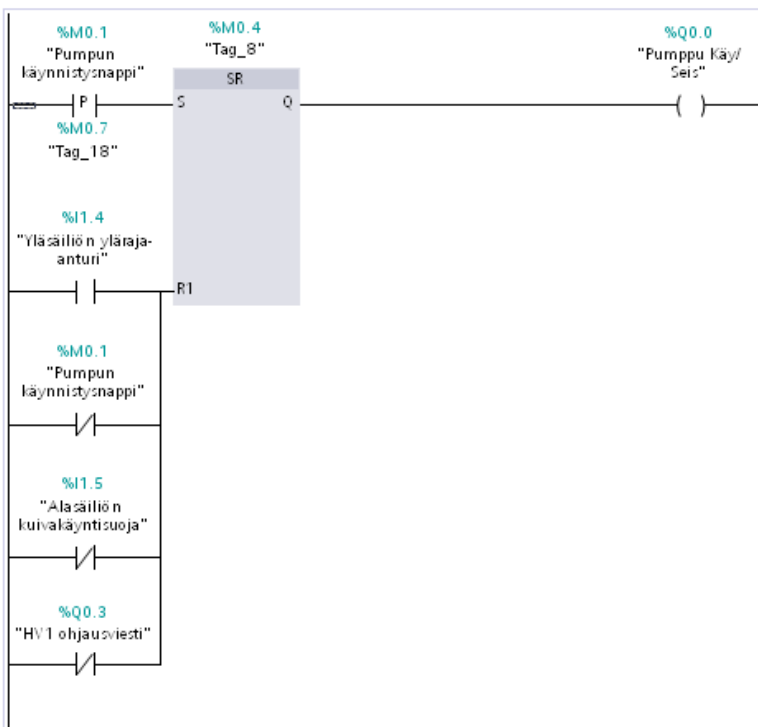 %M0.1
"Pumpun
käynnistysnappi"
P
%M0.7
"Tag_18"
%M0.4
"Tag_8"
SR
S
Q
%Q0.0
"Pumppu Käy/
Seis"
%I1.4
"Yläsäiliön yläraja-
anturi"
R1
%M0.1
"Pumpun
käynnistysnappi"
%I1.5
"Alasäiliön
kuivakäyntisuoja"
%Q0.3
"HV1 ohjausviesti"